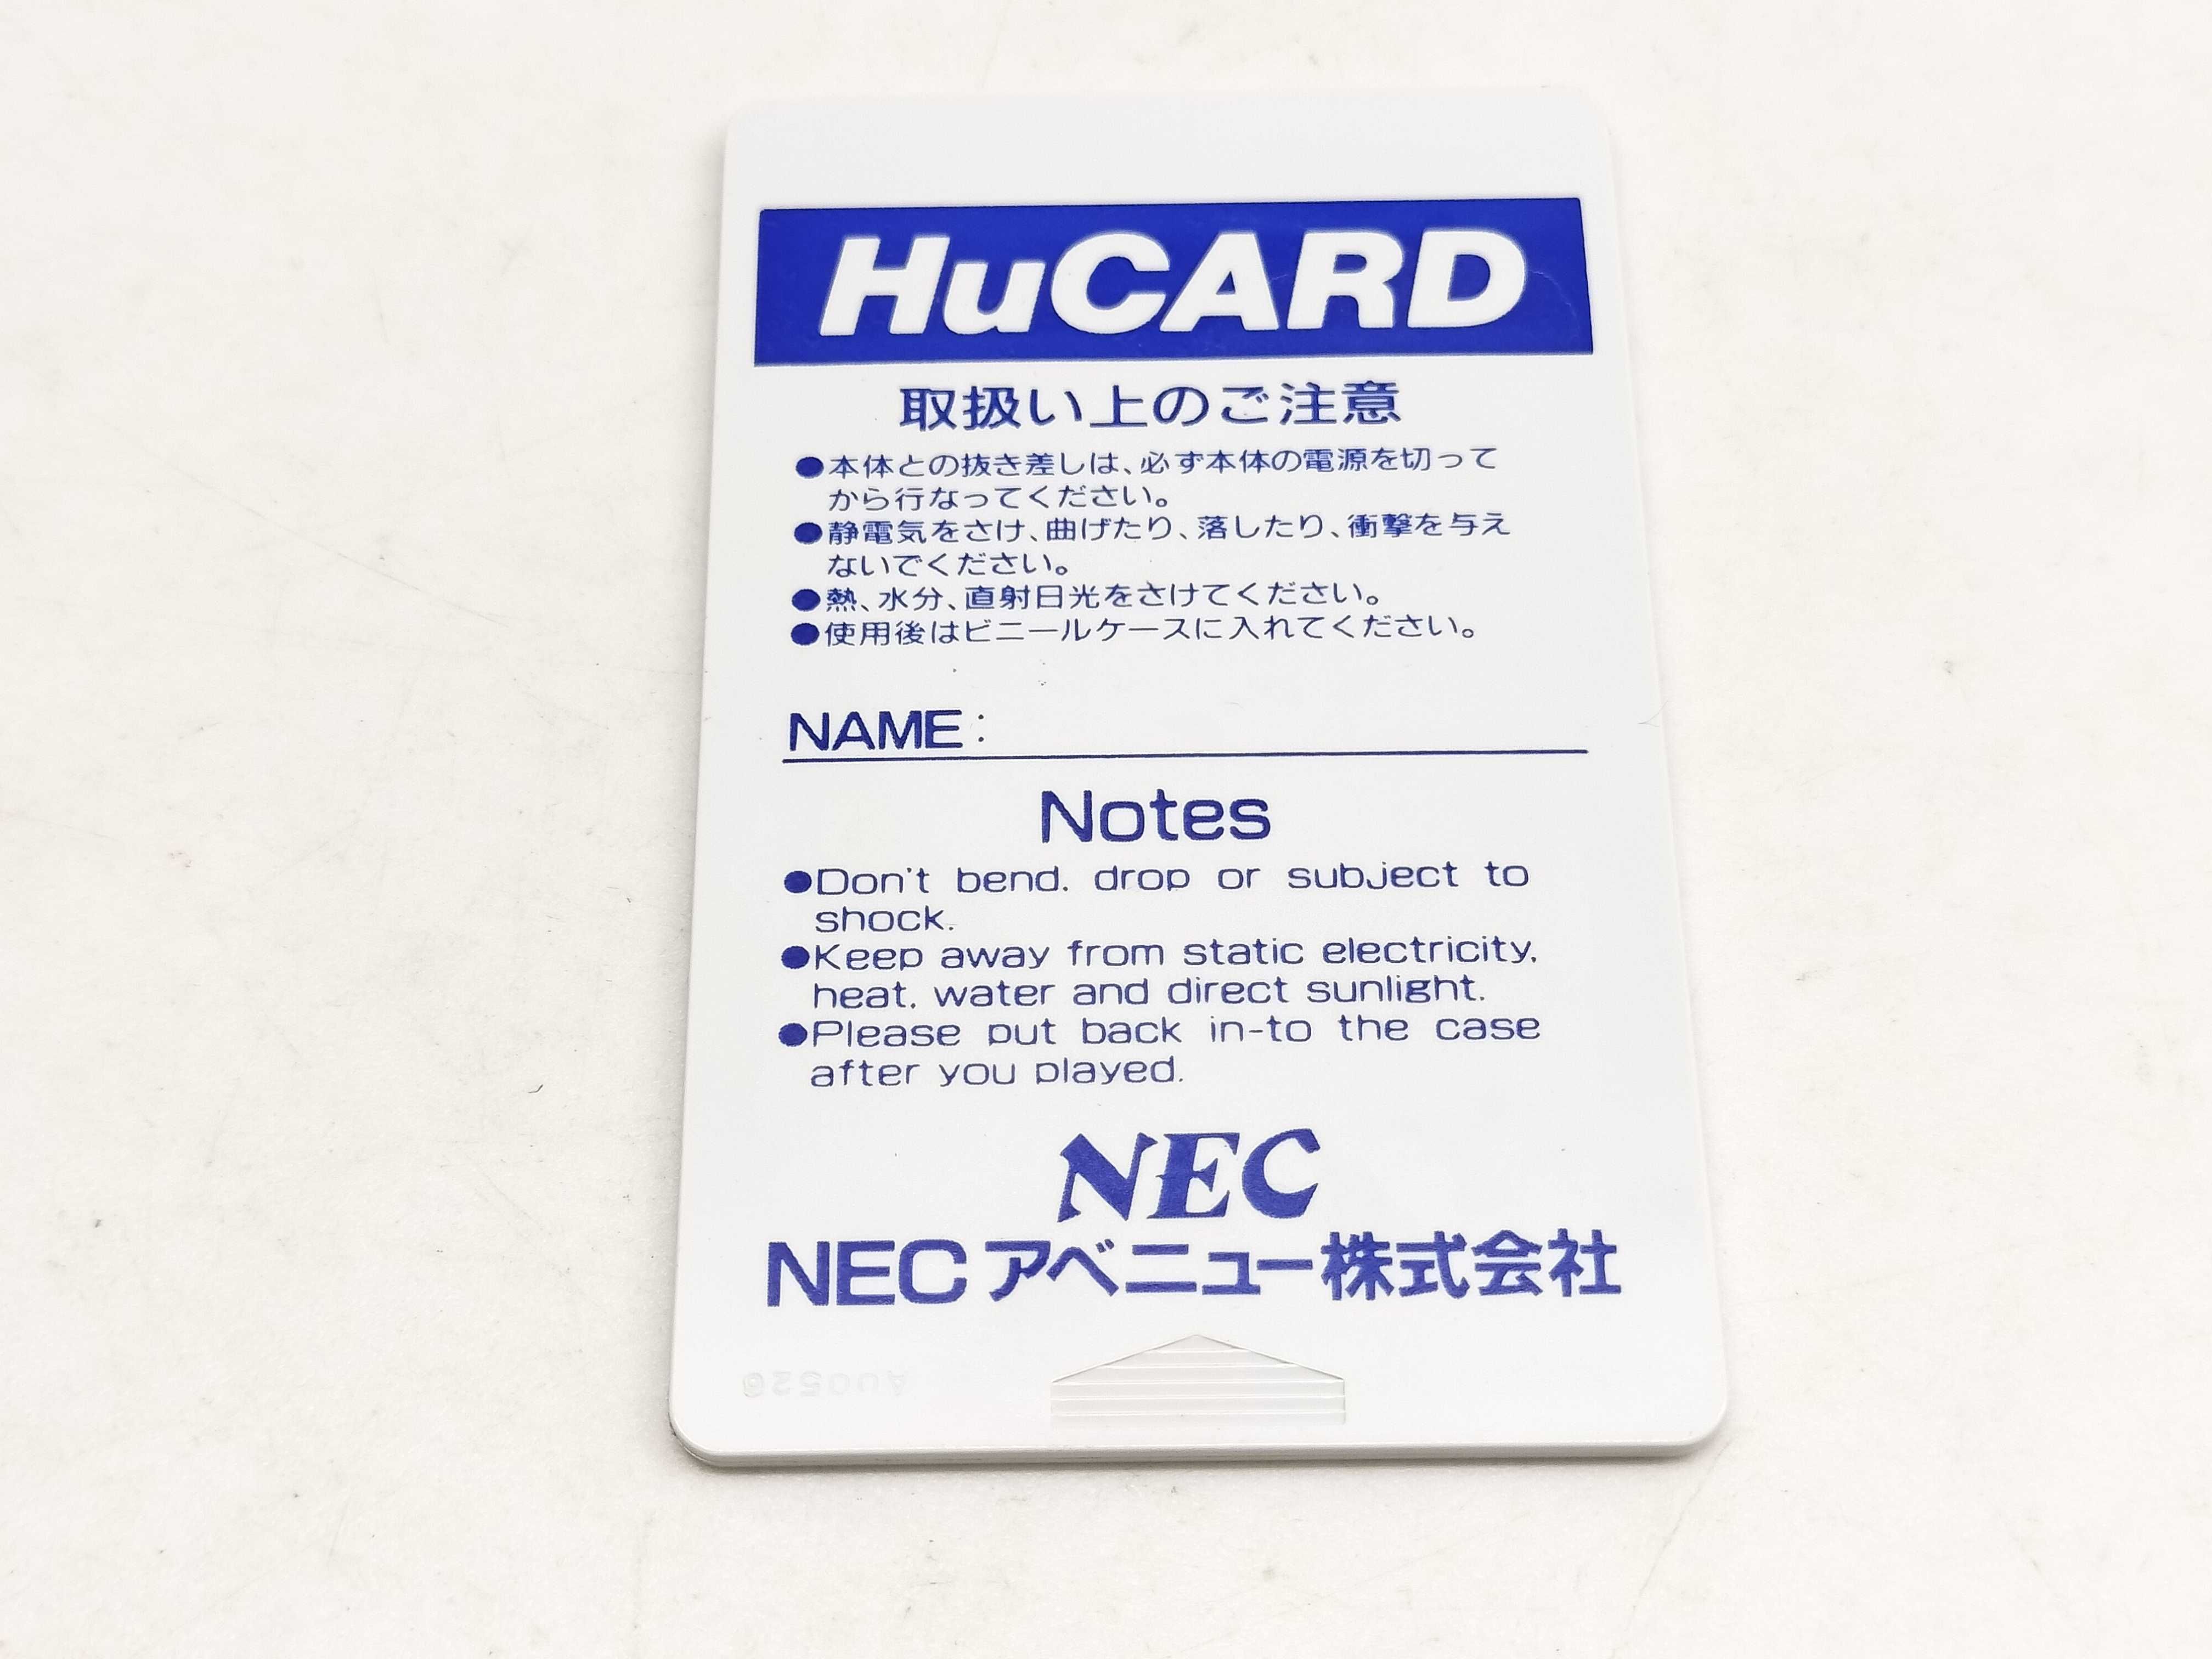 HuCARD
取扱い上のご注意
●本体との抜き差しは、必ず本体の電源を切って
から行なってください。
●静電気をさけ、曲げたり、落したり、衝撃を与え
ないでください。
●熱、水分、直射日光をさけてください。
●使用後はビニールケースに入れてください。
NAME:
Notes
●Don't bend. drop or subject to
shock.
●Keep away from static electricity,
heat, water and direct sunlight.
●Please put back in-to the case
after you played.
NEC
NECアベニュー株式会社